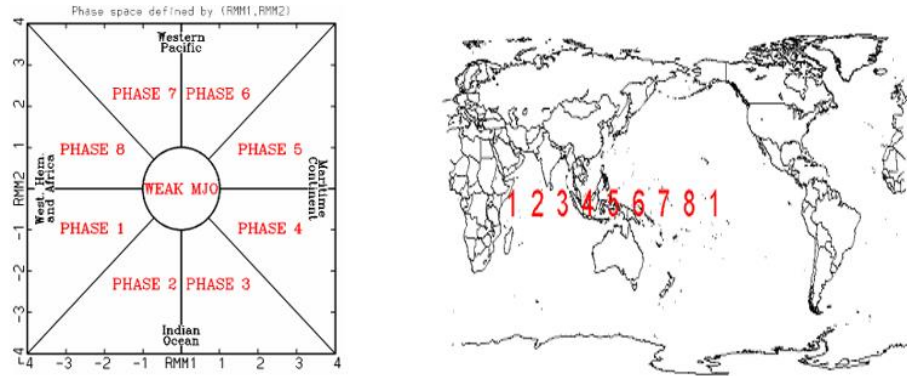 Phase space defined by (RMM1,RMM2)
4
Western
Pacific
3
PHASE 7 PHASE 6
2
1
PHASE 8 PHASE 5
RMM2
West. Hem.
and Africa
0
WEAK MJO
Maritime
Continent
-1
PHASE 1 PHASE 4
-2
PHASE 2 PHASE 3
-3
Indian
Ocean
-4
-4 -3 -2 -1 RMM1 1 2 3 4
1 2 3 4 5 6 7 8 1